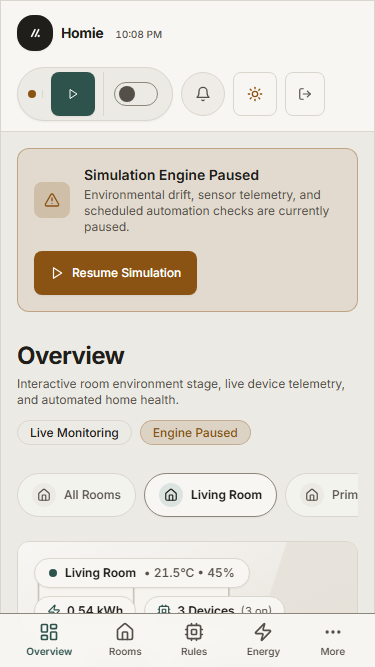 Homie 10:08 PM
Simulation Engine Paused
Environmental drift, sensor telemetry, and
scheduled automation checks are currently
paused.
Resume Simulation
Overview
Interactive room environment stage, live device telemetry,
and automated home health.
Live Monitoring Engine Paused
All Rooms Living Room Prim
Living Room • 21.5°C • 45%
0.54 kWh 3 Devices (3 on)
Overview Rooms Rules Energy More